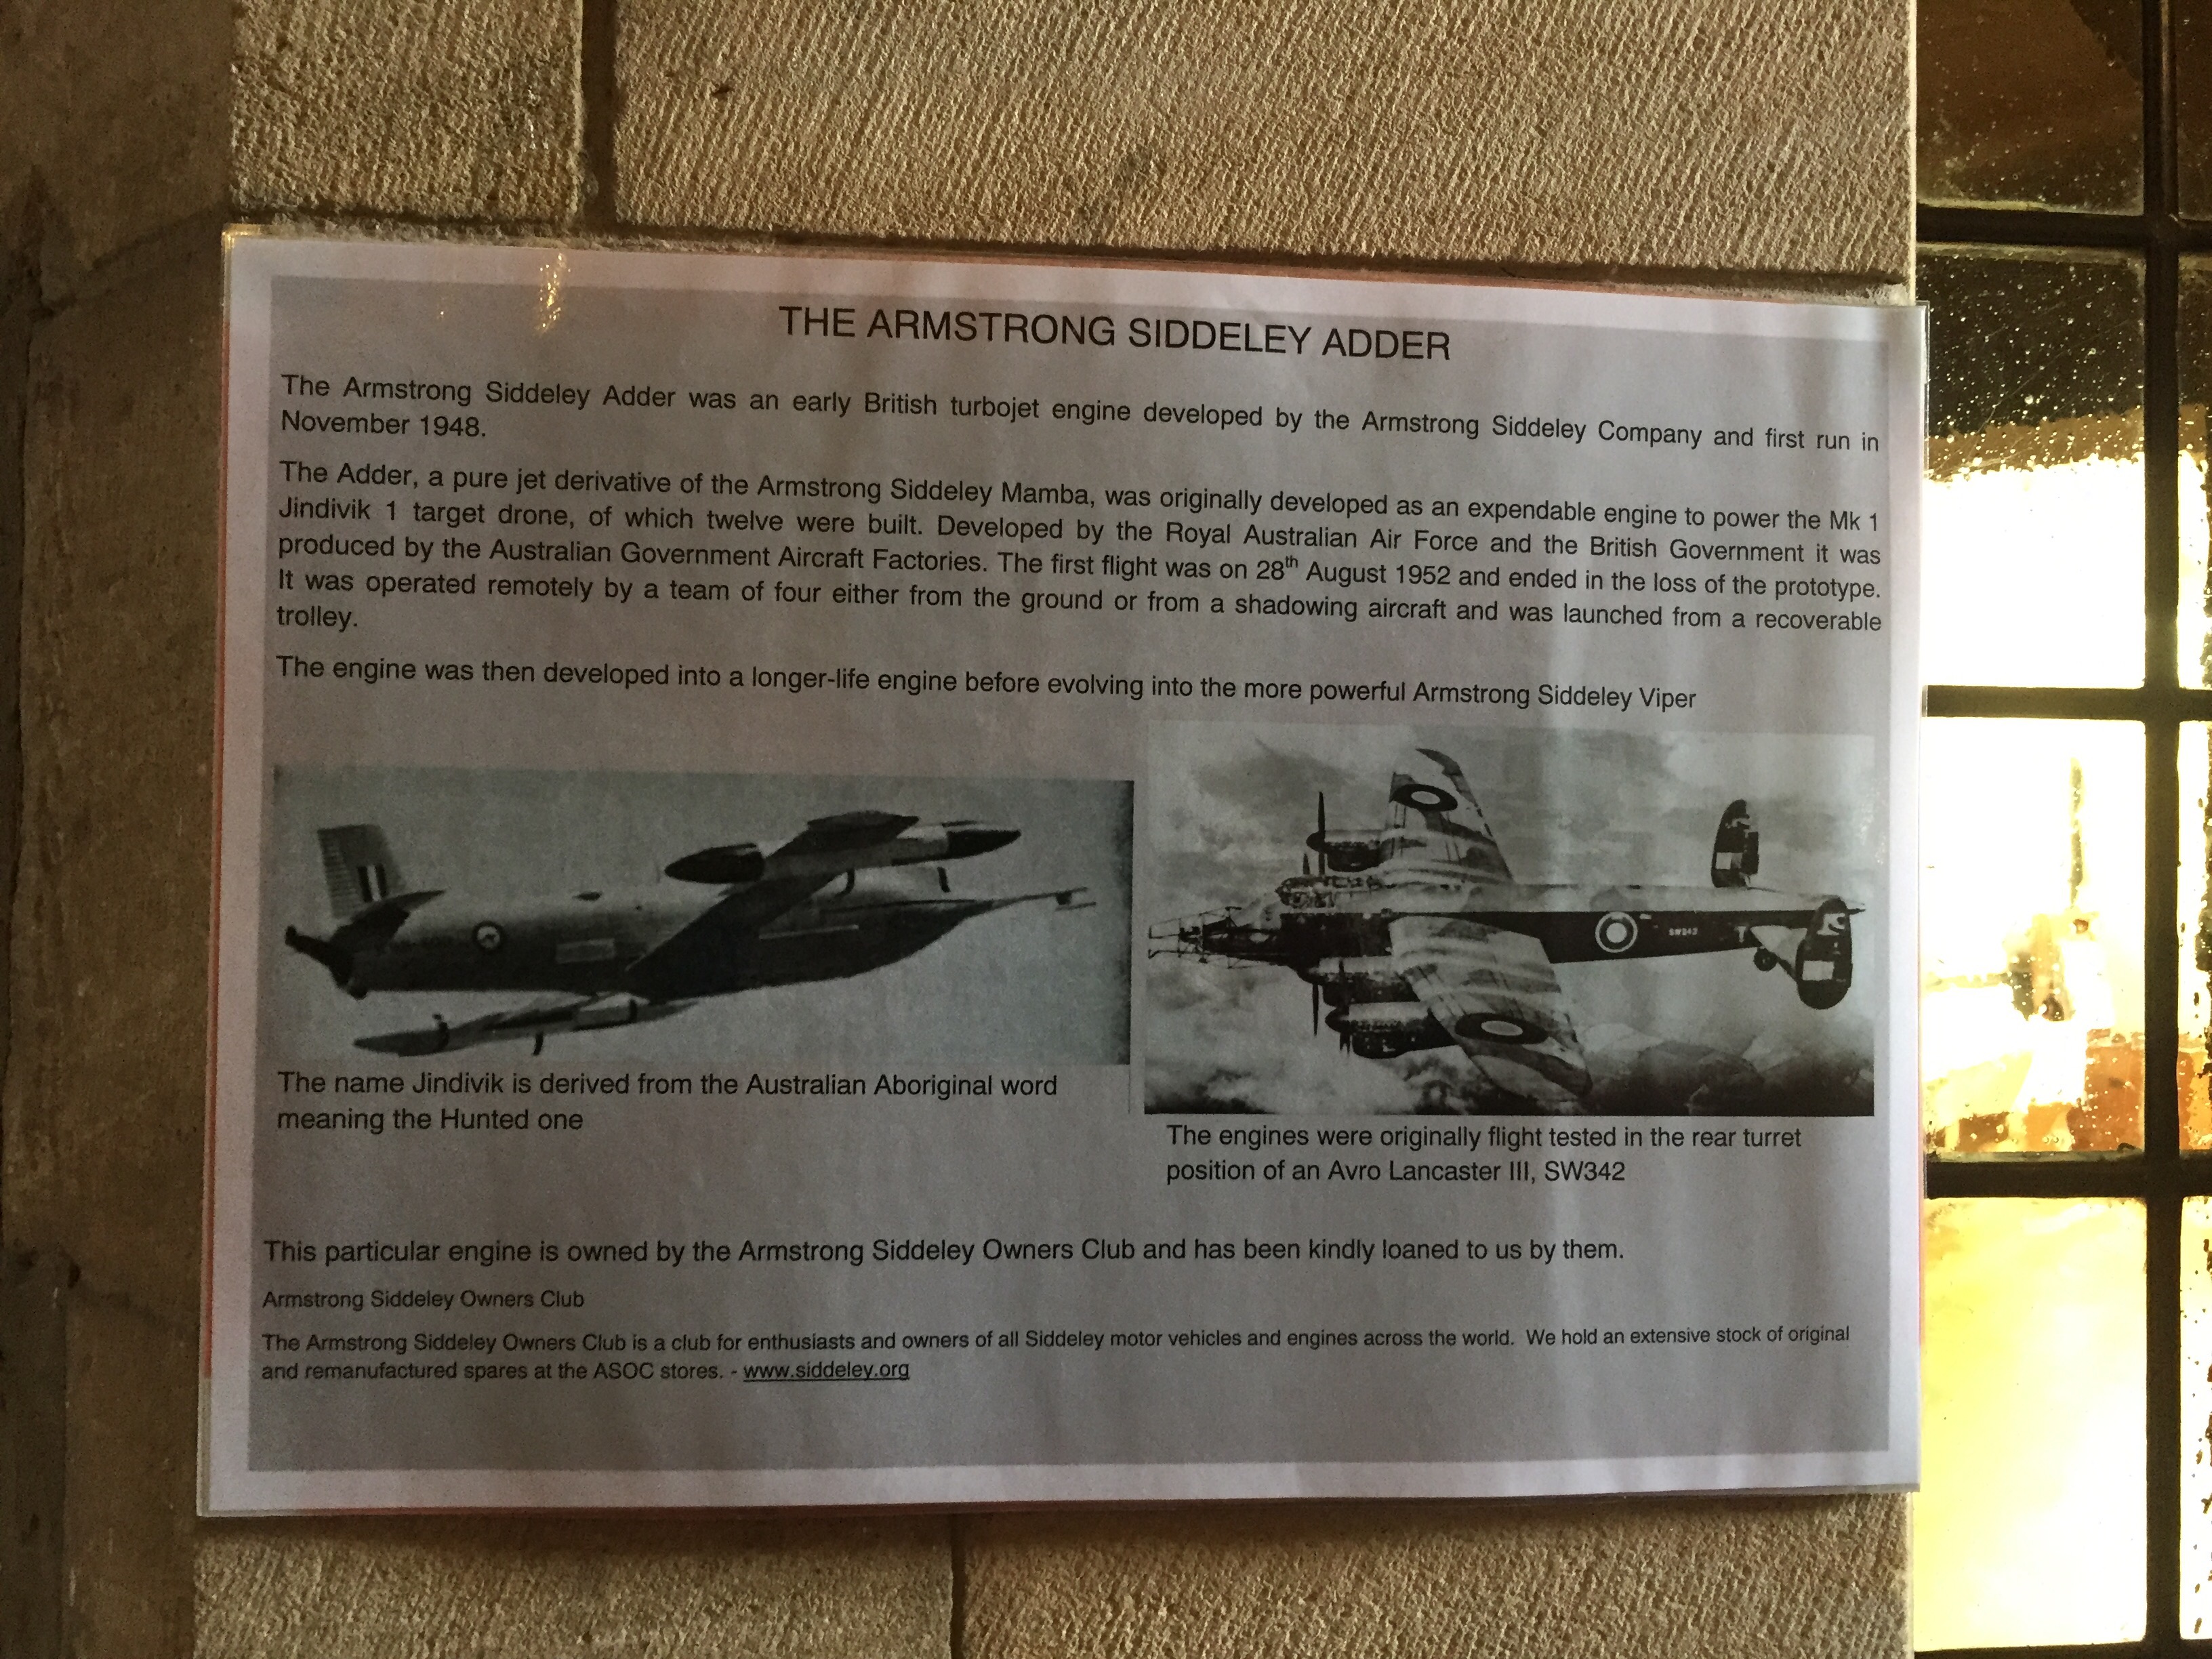 THE ARMSTRONG SIDDELEY ADDER
The Armstrong Siddeley Adder was an early British turbojet engine developed by the Armstrong Siddeley Company and first run in
November 1948.
The Adder, a pure jet derivative of the Armstrong Siddeley Mamba, was originally developed as an expendable engine to power the Mk 1
Jindivik 1 target drone, of which twelve were built. Developed by the Royal Australian Air Force and the British Government it was
produced by the Australian Government Aircraft Factories. The first flight was on 28th August 1952 and ended in the loss of the prototype.
It was operated remotely by a team of four either from the ground or from a shadowing aircraft and was launched from a recoverable
trolley.
The engine was then developed into a longer-life engine before evolving into the more powerful Armstrong Siddeley Viper
SW342
T
The name Jindivik is derived from the Australian Aboriginal word
meaning the Hunted one
The engines were originally flight tested in the rear turret
position of an Avro Lancaster III, SW342
This particular engine is owned by the Armstrong Siddeley Owners Club and has been kindly loaned to us by them.
Armstrong Siddeley Owners Club
The Armstrong Siddeley Owners Club is a club for enthusiasts and owners of all Siddeley motor vehicles and engines across the world. We hold an extensive stock of original
and remanufactured spares at the ASOC stores. - www.siddeley.org